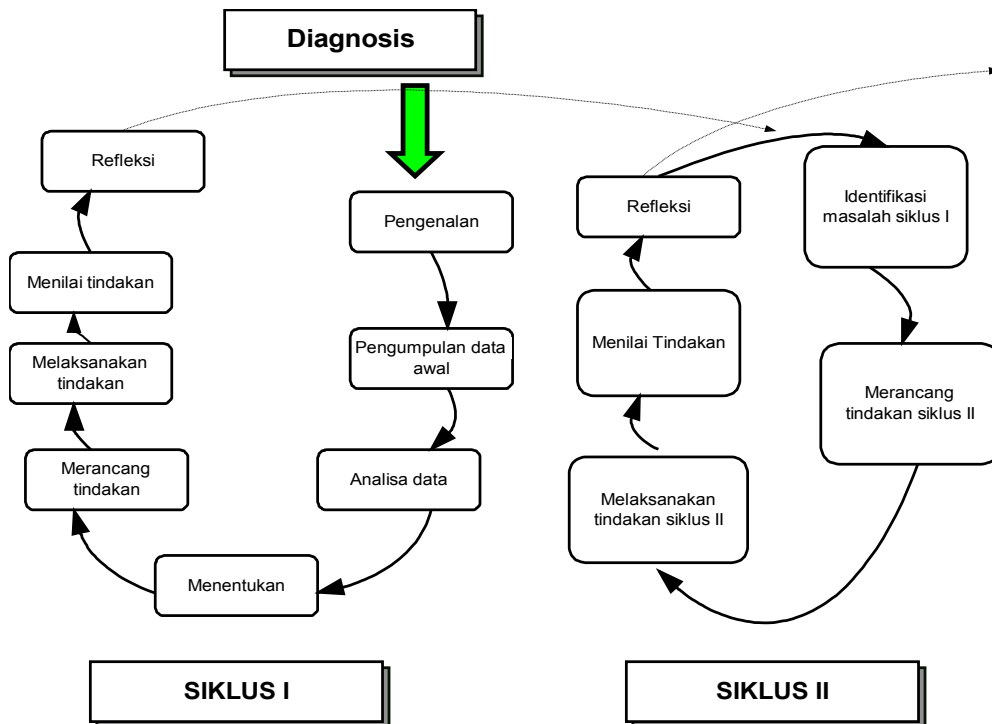 Diagnosis
Refleksi
Menilai tindakan
Melaksanakan
tindakan
Merancang
tindakan
Menentukan
Pengenalan
Pengumpulan data
awal
Analisa data
SIKLUS I
Refleksi
Menilai Tindakan
Melaksanakan
tindakan siklus II
Identifikasi
masalah siklus I
Merancang
tindakan siklus II
SIKLUS II